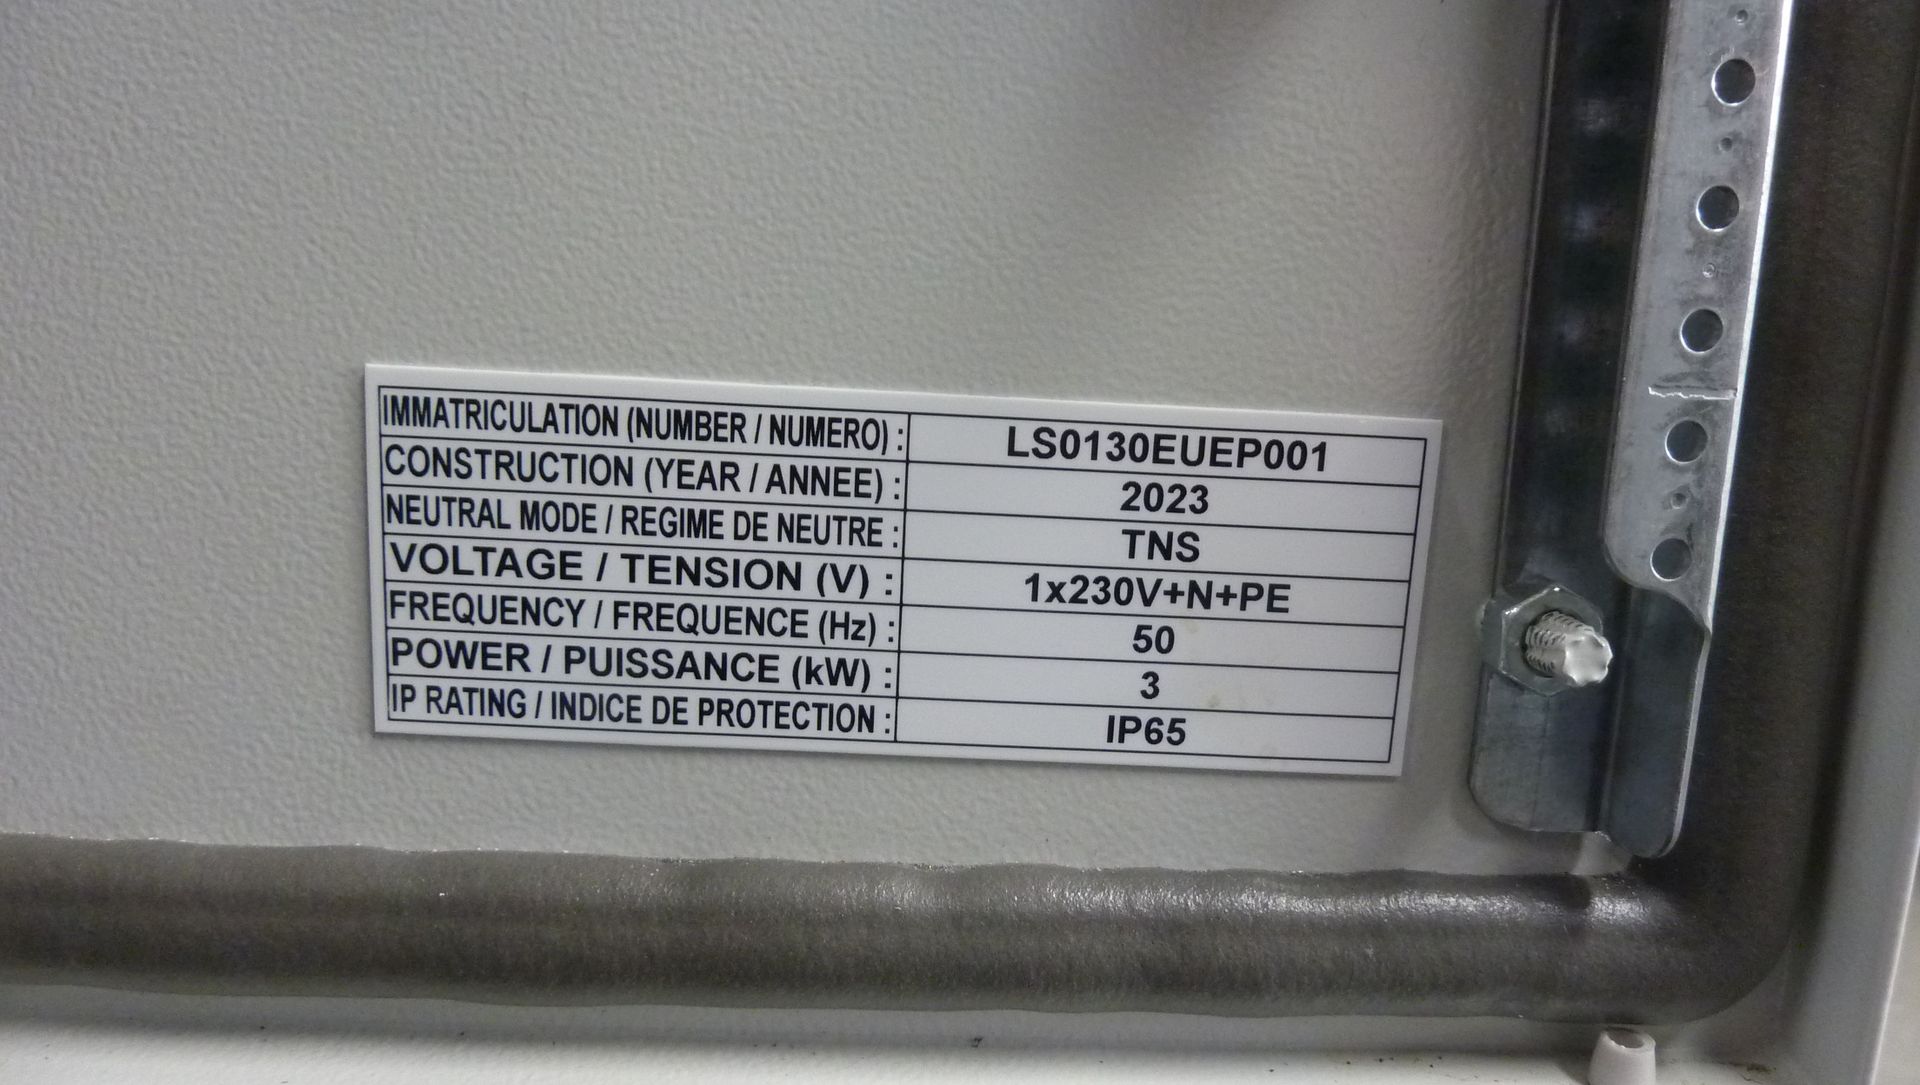 IMMATRICULATION (NUMBER / NUMERO) : LS0130EUEP001
CONSTRUCTION (YEAR / ANNEE) : 2023
NEUTRAL MODE / REGIME DE NEUTRE : TNS
VOLTAGE / TENSION (V) : 1x230V+N+PE
FREQUENCY / FREQUENCE (Hz) : 50
POWER / PUISSANCE (kW) : 3
IP RATING / INDICE DE PROTECTION : IP65